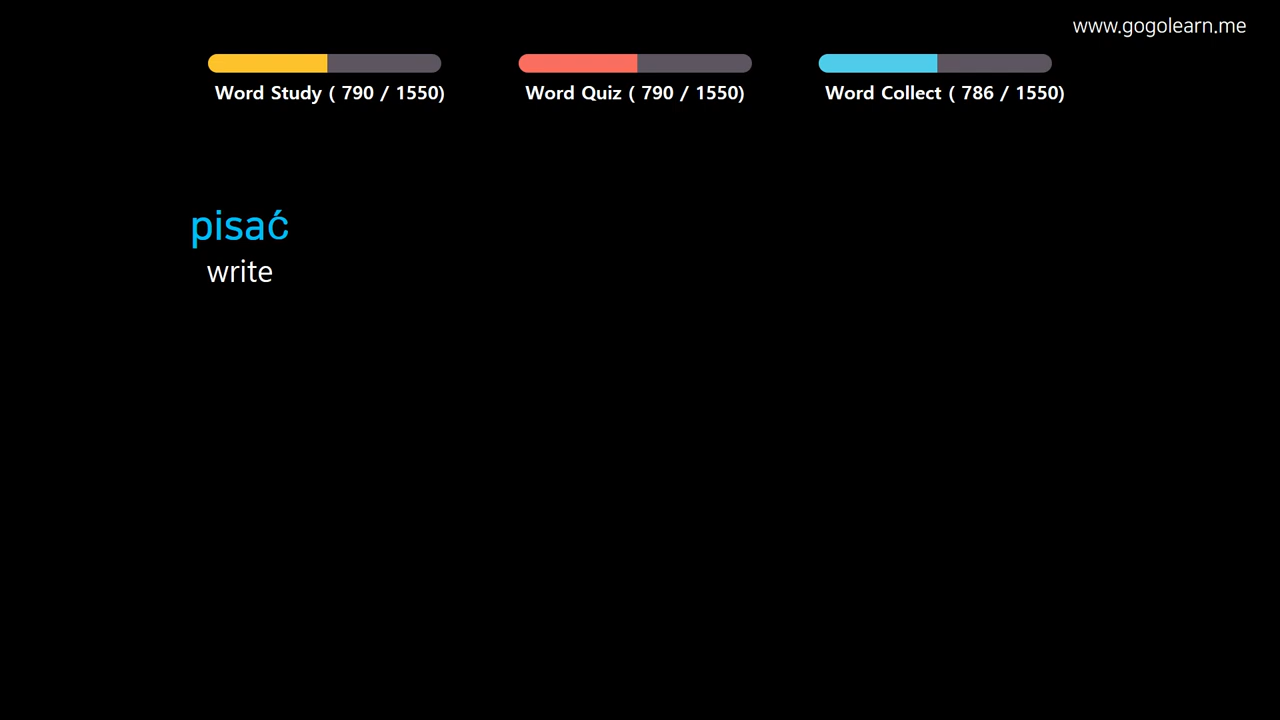 www.gogolearn.me
Word Study ( 790 / 1550)
Word Quiz ( 790 / 1550)
Word Collect ( 786 / 1550)
pisać
write